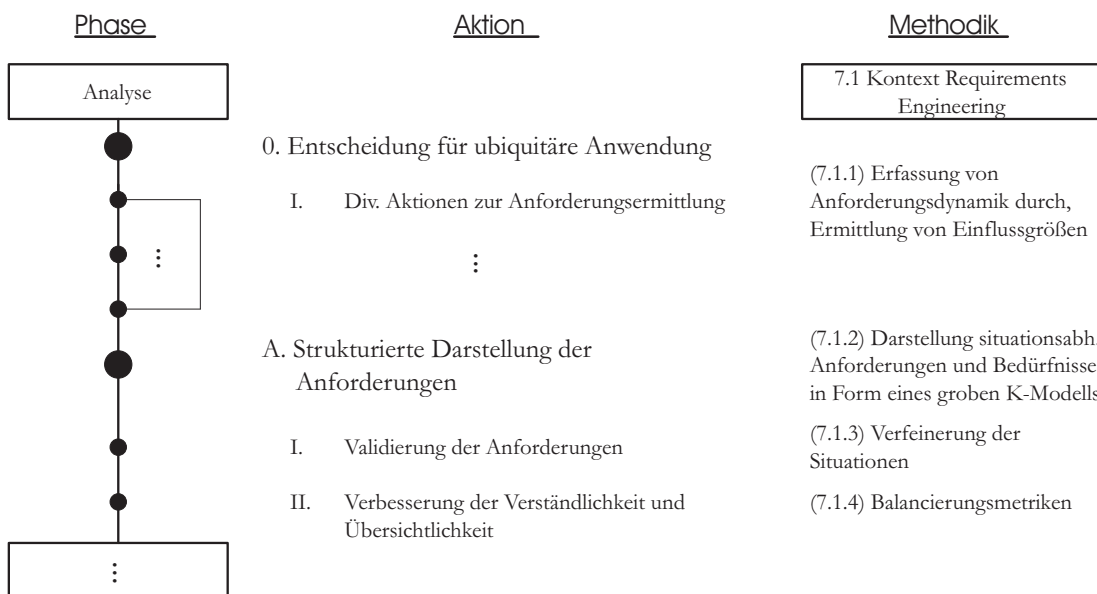 Phase
Aktion
Methodik
Analyse
7.1 Kontext Requirements
Engineering
0. Entscheidung für ubiquitäre Anwendung
(7.1.1) Erfassung von
I. Div. Aktionen zur Anforderungsermittlung
Anforderungsdynamik durch,
Ermittlung von Einflussgrößen
⋮
⋮
A. Strukturierte Darstellung der
Anforderungen
(7.1.2) Darstellung situationsabh.
Anforderungen und Bedürfnisse
in Form eines groben K-Modells
I. Validierung der Anforderungen
(7.1.3) Verfeinerung der
Situationen
II. Verbesserung der Verständlichkeit und
Übersichtlichkeit
(7.1.4) Balancierungsmetriken
⋮